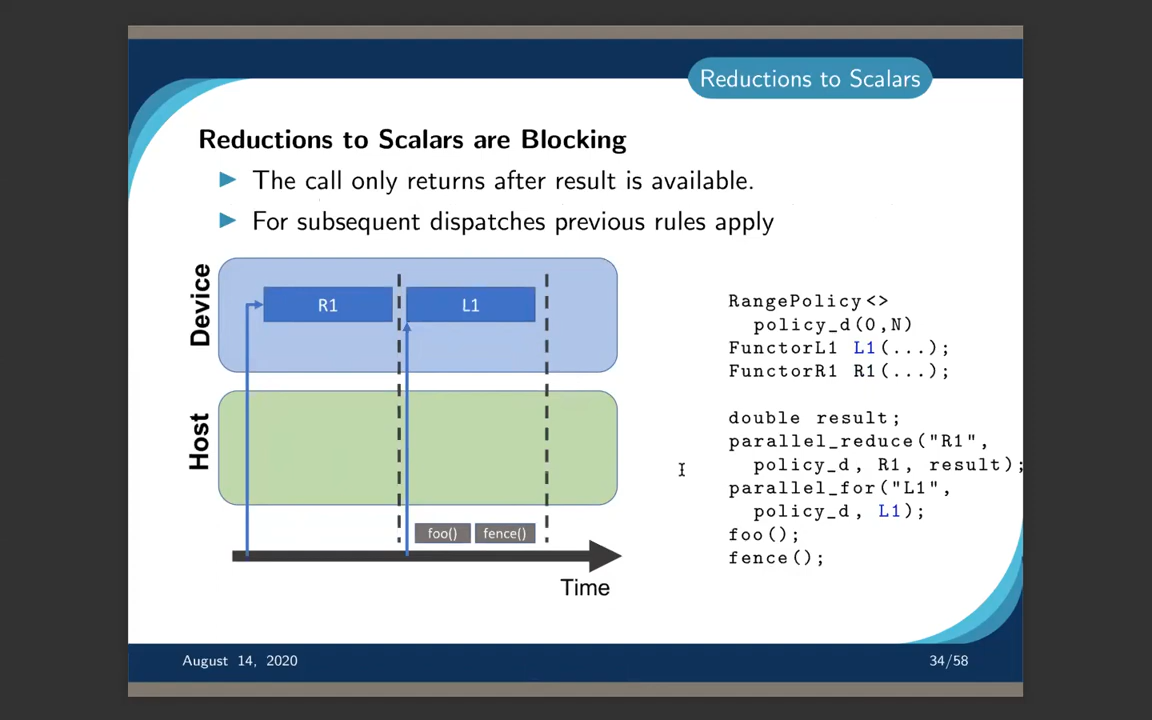 Reductions to Scalars
Reductions to Scalars are Blocking
The call only returns after result is available.
For subsequent dispatches previous rules apply
Device
R1
L1
Host
foo()
fence()
Time
RangePolicy<>
policy_d(0,N)
FunctorL1 L1(...);
FunctorR1 R1(...);
double result;
parallel_reduce("R1",
policy_d, R1, result);
parallel_for("L1",
policy_d, L1);
foo();
fence();
August 14, 2020
34/58